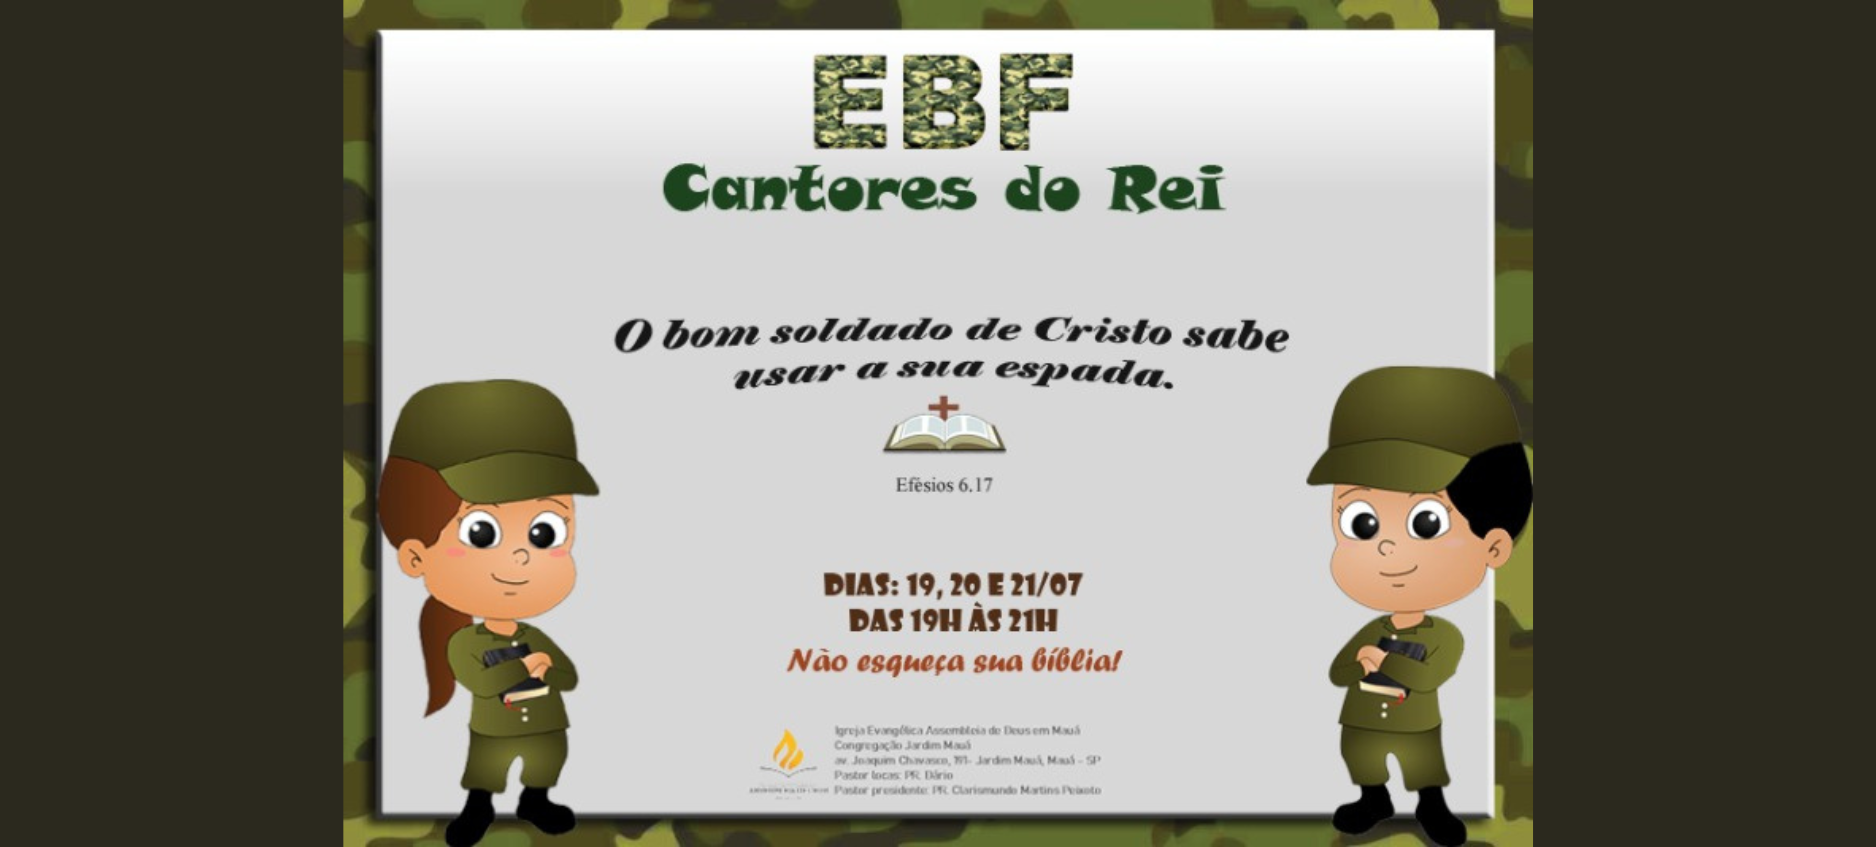 EBF
Cantores do Rei
O bom soldado de Cristo sabe
usar a sua espada.
Efésios 6.17
DIAS: 19, 20 E 21/07
DAS 19H ÀS 21H
Não esqueça sua bíblia!
Igreja Evangélica Assembleia de Deus em Mauá
Congregação Jardim Mauá
av. Joaquim Chavasco, 191- Jardim Mauá, Mauá - SP
Pastor locas: PR. Dário
Pastor presidente: PR. Clarismundo Martins Peixoto